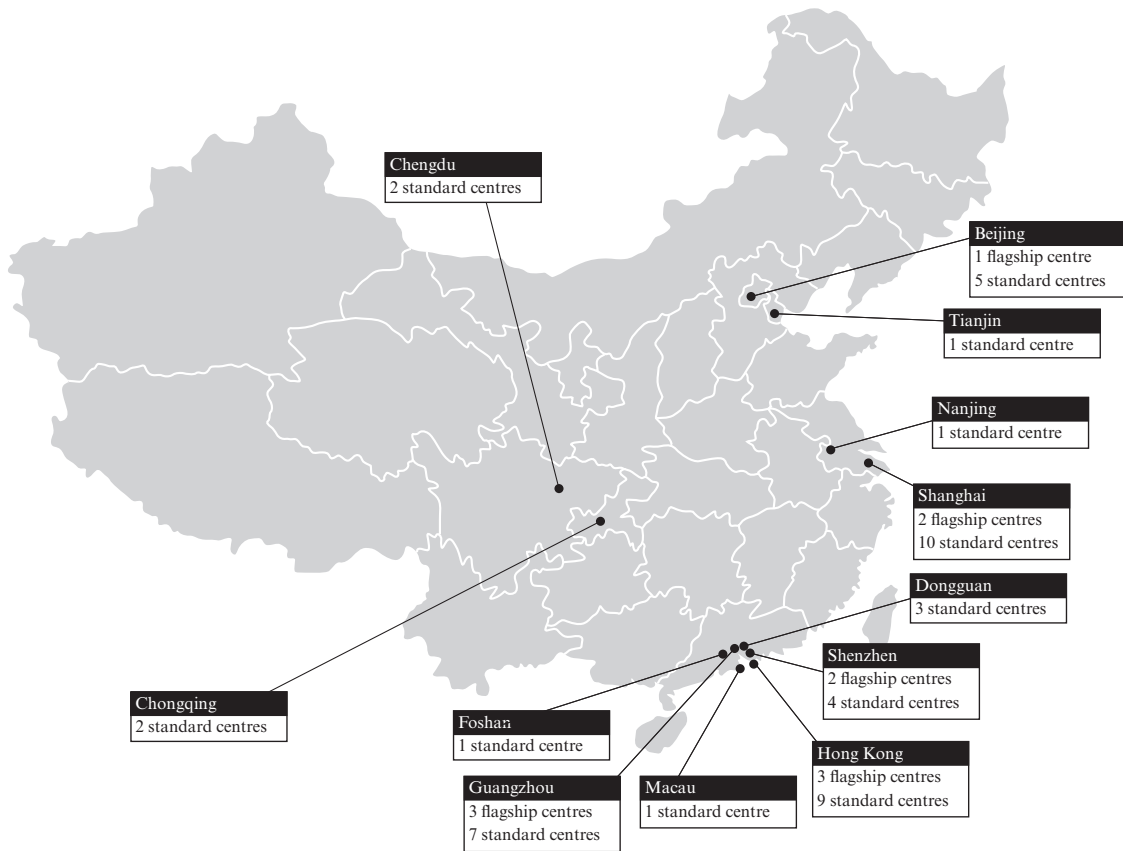 Chengdu
2 standard centres
Beijing
1 flagship centre
5 standard centres
Tianjin
1 standard centre
Nanjing
1 standard centre
Shanghai
2 flagship centres
10 standard centres
Dongguan
3 standard centres
Shenzhen
2 flagship centres
4 standard centres
Chongqing
2 standard centres
Foshan
1 standard centre
Hong Kong
3 flagship centres
9 standard centres
Guangzhou
3 flagship centres
7 standard centres
Macau
1 standard centre